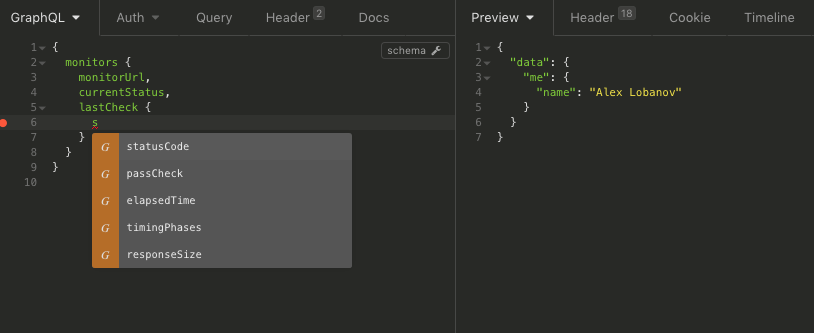 GraphQL Auth Query Header 2 Docs
Preview Header 18 Cookie Timeline
schema
1 {
2 monitors {
3 monitorUrl,
4 currentStatus,
5 lastCheck {
6 s
7 }
8 }
9 }
10
G statusCode
G passCheck
G elapsedTime
G timingPhases
G responseSize
1 {
2 "data": {
3 "me": {
4 "name": "Alex Lobanov"
5 }
6 }
7 }